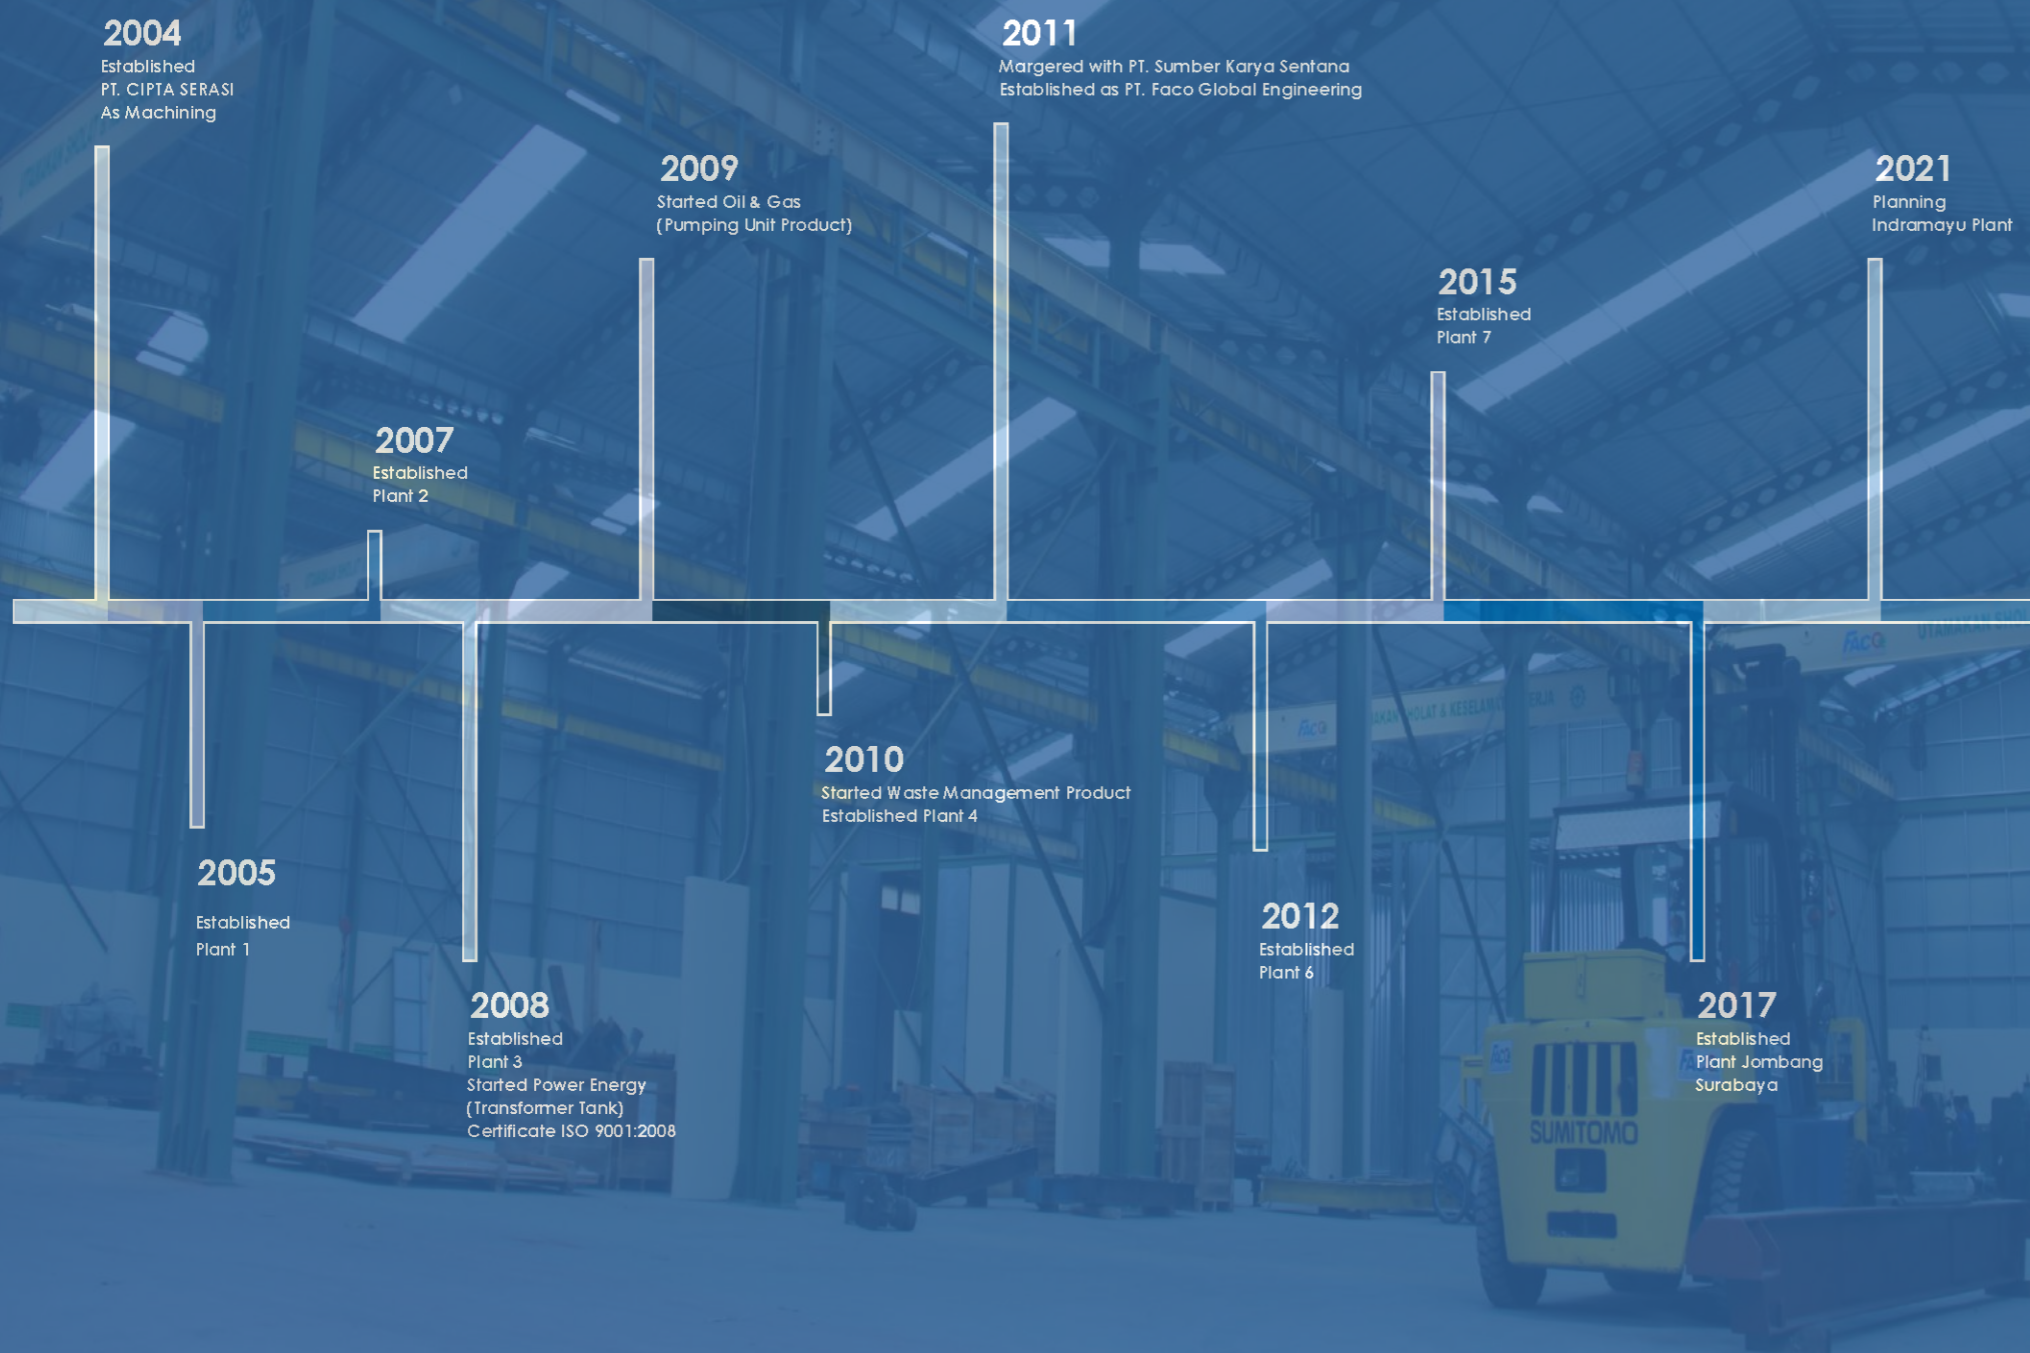 2004
Established
PT. CIPTA SERASI
As Machining
2005
Established
Plant 1
2007
Established
Plant 2
2008
Established
Plant 3
Started Power Energy
(Transformer Tank)
Certificate ISO 9001:2008
2009
Started Oil & Gas
(Pumping Unit Product)
2010
Started Waste Management Product
Established Plant 4
2011
Margered with PT. Sumber Karya Sentana
Established as PT. Faco Global Engineering
2012
Established
Plant 6
2015
Established
Plant 7
2017
Established
Plant Jombang
Surabaya
2021
Planning
Indramayu Plant
FACO UTAMAKAN
FACO
SUMITOMO